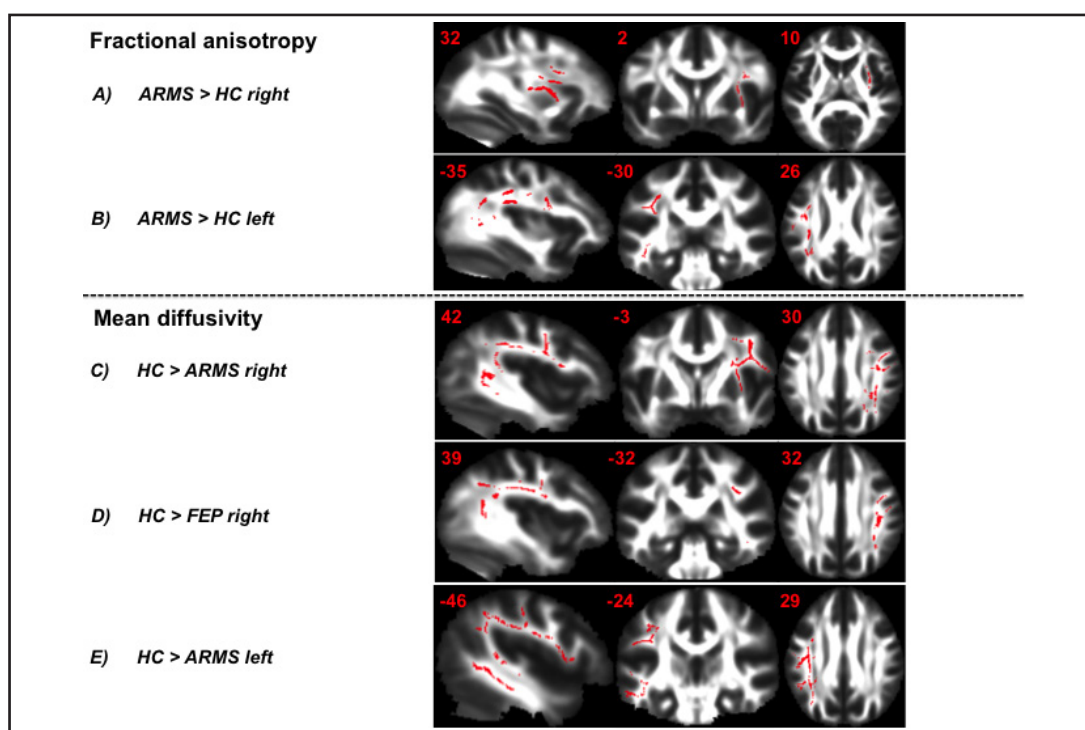 Fractional anisotropy
32 2 10
A) ARMS > HC right
-35 -30 26
B) ARMS > HC left
Mean diffusivity
42 -3 30
C) HC > ARMS right
39 -32 32
D) HC > FEP right
-46 -24 29
E) HC > ARMS left